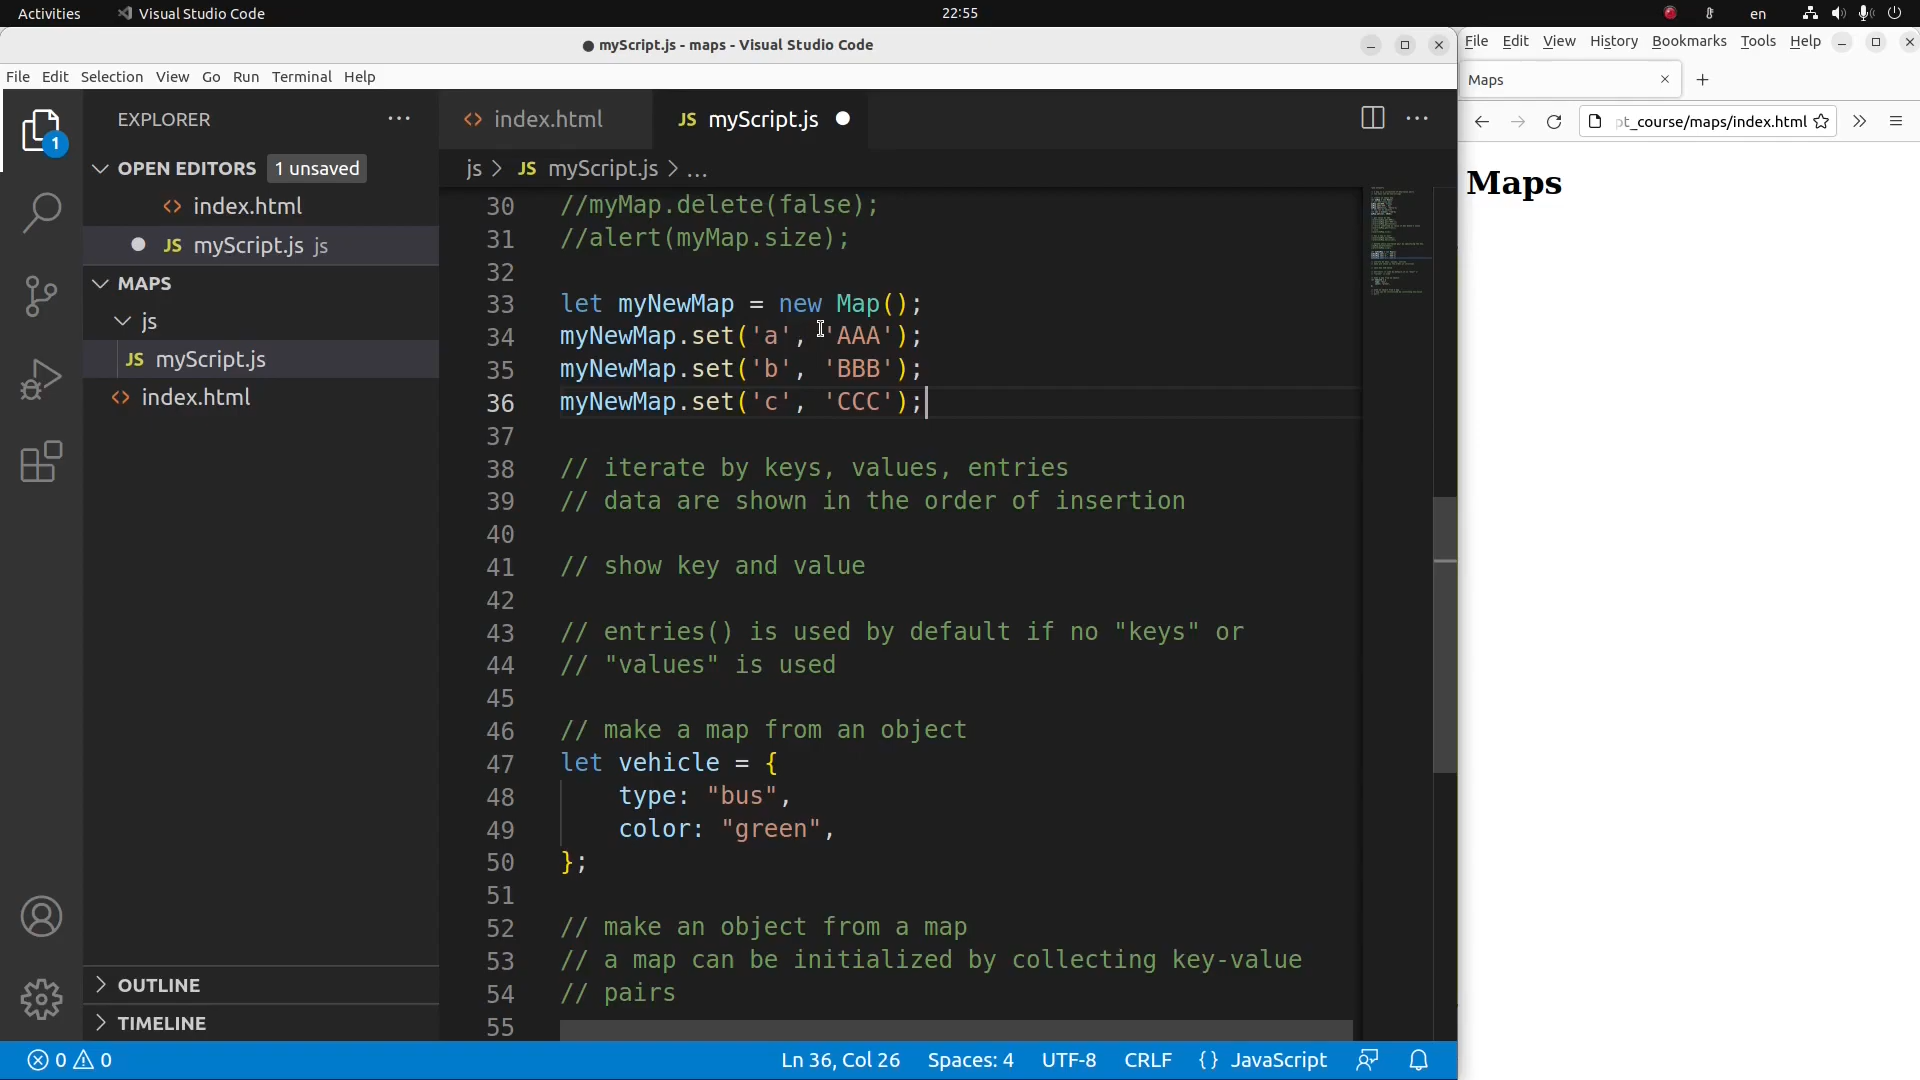 Activities
Visual Studio Code
22:55
en
myScript.js - maps - Visual Studio Code
File Edit Selection View Go Run Terminal Help
EXPLORER
OPEN EDITORS 1 unsaved
index.html
JS myScript.js js
MAPS
js
JS myScript.js
index.html
OUTLINE
TIMELINE
1
index.html
JS myScript.js
js > JS myScript.js > ...
30 //myMap.delete(false);
31 //alert(myMap.size);
32
33 let myNewMap = new Map();
34 myNewMap.set('a', 'AAA');
35 myNewMap.set('b', 'BBB');
36 myNewMap.set('c', 'CCC');
37
38 // iterate by keys, values, entries
39 // data are shown in the order of insertion
40
41 // show key and value
42
43 // entries() is used by default if no "keys" or
44 // "values" is used
45
46 // make a map from an object
47 let vehicle = {
48 type: "bus",
49 color: "green",
50 };
51
52 // make an object from a map
53 // a map can be initialized by collecting key-value
54 // pairs
55
0 0
Ln 36, Col 26 Spaces: 4 UTF-8 CRLF {} JavaScript
File Edit View History Bookmarks Tools Help
Maps
pt_course/maps/index.html
Maps